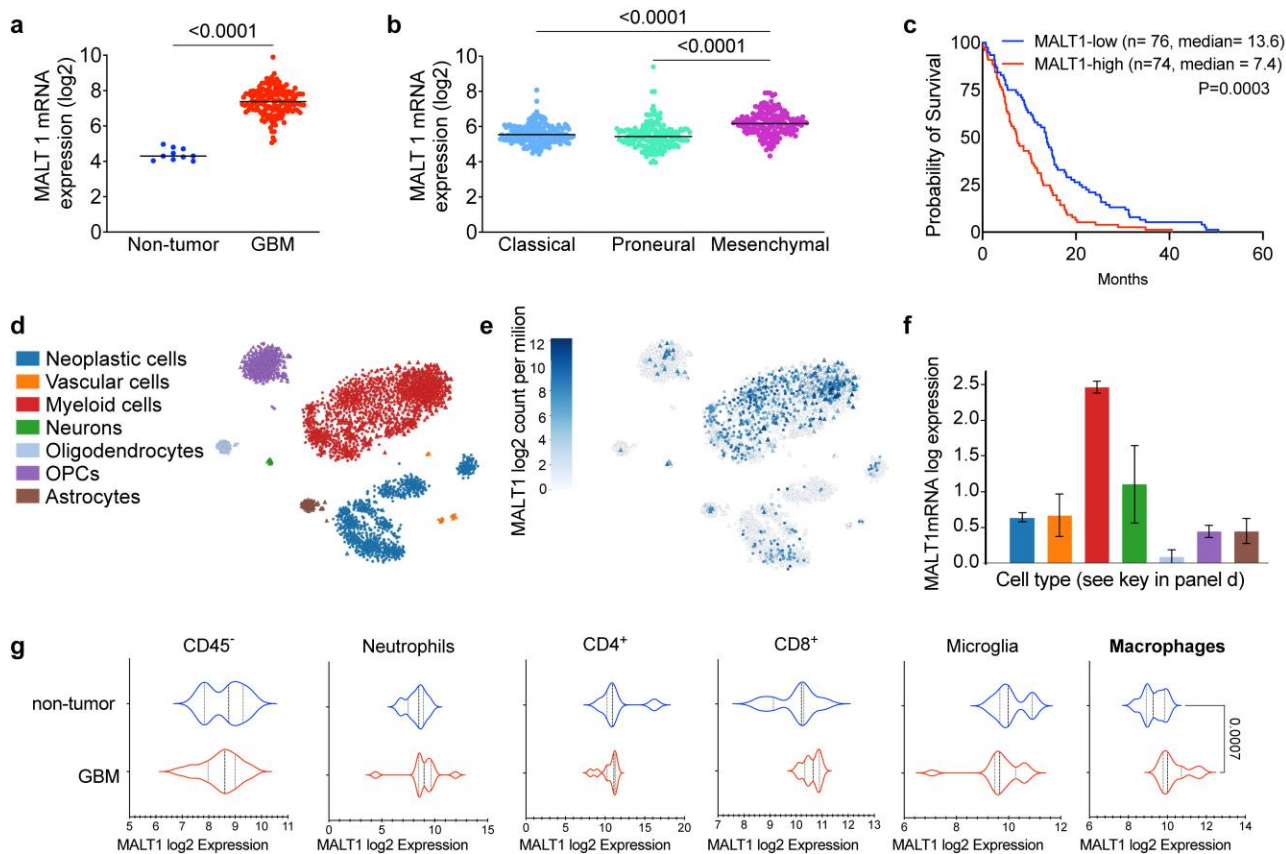 a
<0.0001
MALT 1 mRNA
expression (log2)
10
8
6
4
2
0
Non-tumor
GBM
b
<0.0001
<0.0001
MALT 1 mRNA
expression (log2)
10
8
6
4
2
0
Classical
Proneural
Mesenchymal
c
MALT1-low (n= 76, median= 13.6)
MALT1-high (n=74, median = 7.4)
P=0.0003
Probability of Survival
100
75
50
25
0
0 20 40 60
Months
d
Neoplastic cells
Vascular cells
Myeloid cells
Neurons
Oligodendrocytes
OPCs
Astrocytes
e
MALT1 log2 count per milion
12
10
8
6
4
2
0
f
MALT1mRNA log expression
2.5
2.0
1.5
1.0
0.5
0.0
Cell type (see key in panel d)
g
non-tumor
GBM
CD45-
5 6 7 8 9 10 11
MALT1 log2 Expression
Neutrophils
0 5 10 15
MALT1 log2 Expression
CD4+
0 5 10 15 20
MALT1 log2 Expression
CD8+
7 8 9 10 11 12 13
MALT1 log2 Expression
Microglia
6 8 10 12
MALT1 log2 Expression
Macrophages
0.0007
6 7 8 9 10 11 12 13 14
MALT1 log2 Expression